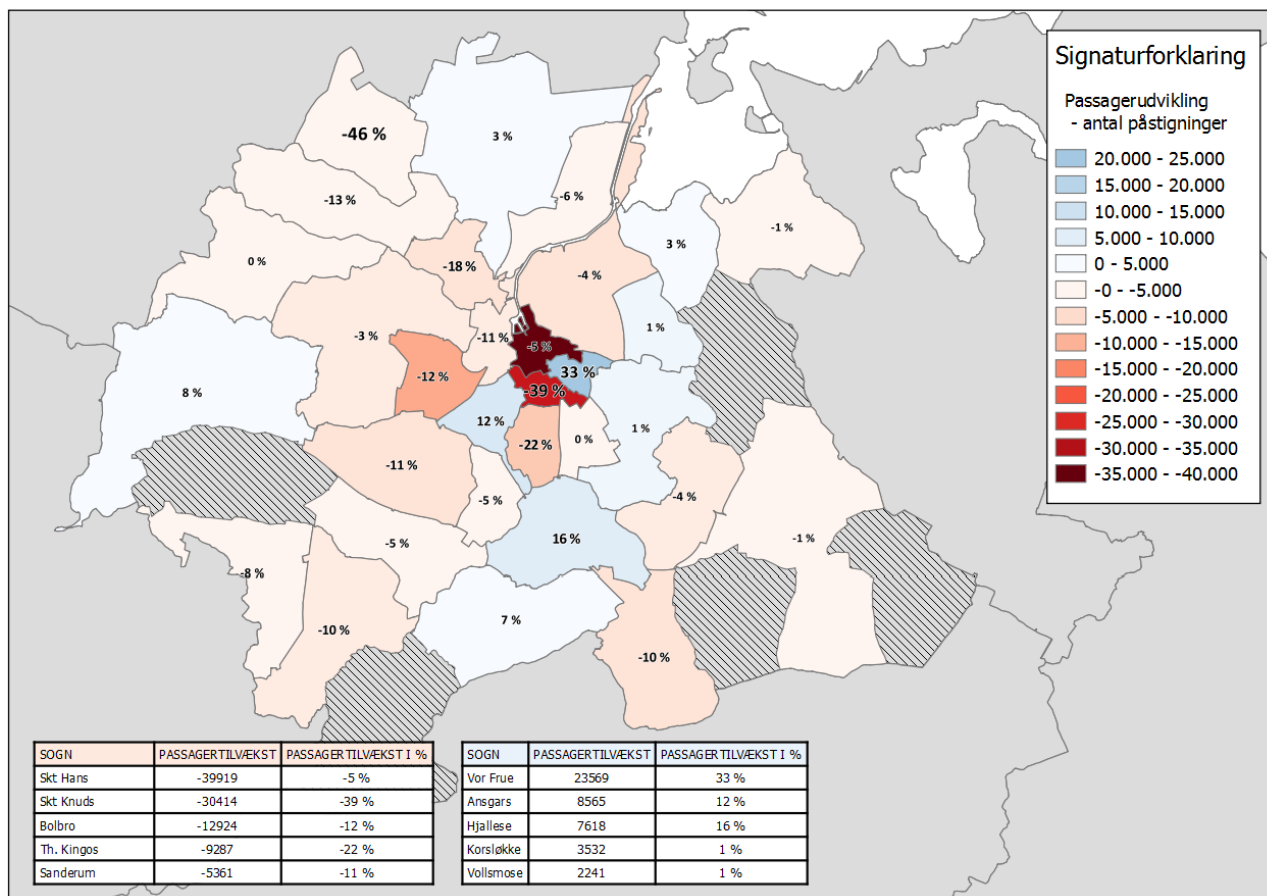 Signaturforklaring
Passagerudvikling
- antal påstigninger
20.000 - 25.000
15.000 - 20.000
10.000 - 15.000
5.000 - 10.000
0 - 5.000
-0 - -5.000
-5.000 - -10.000
-10.000 - -15.000
-15.000 - -20.000
-20.000 - -25.000
-25.000 - -30.000
-30.000 - -35.000
-35.000 - -40.000
-46 %
3 %
-13 %
-6 %
-1 %
3 %
0 %
-18 %
-4 %
-3 %
-11 %
-5 %
1 %
-12 %
33 %
8 %
-39 %
12 %
1 %
-22 %
0 %
-11 %
-5 %
-4 %
-5 %
16 %
-1 %
-8 %
7 %
-10 %
-10 %
SOGN PASSAGERTILVÆKST PASSAGERTILVÆKST I %
Skt Hans -39919 -5 %
Skt Knuds -30414 -39 %
Bolbro -12924 -12 %
Th. Kingos -9287 -22 %
Sanderum -5361 -11 %
SOGN PASSAGERTILVÆKST PASSAGERTILVÆKST I %
Vor Frue 23569 33 %
Ansgars 8565 12 %
Hjallese 7618 16 %
Korsløkke 3532 1 %
Vollsmose 2241 1 %